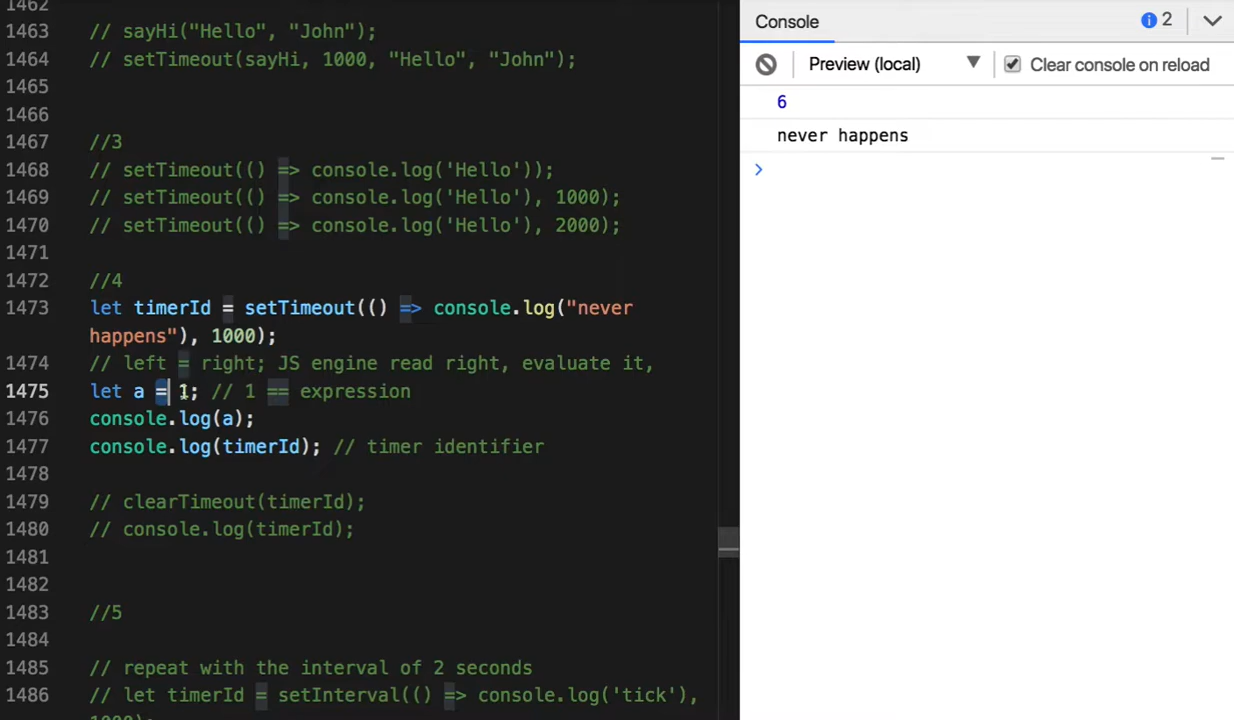 1462
1463 // sayHi("Hello", "John");
1464 // setTimeout(sayHi, 1000, "Hello", "John");
1465
1466
1467 //3
1468 // setTimeout(() => console.log('Hello'));
1469 // setTimeout(() => console.log('Hello'), 1000);
1470 // setTimeout(() => console.log('Hello'), 2000);
1471
1472 //4
1473 let timerId = setTimeout(() => console.log("never
happens"), 1000);
1474 // left = right; JS engine read right, evaluate it,
1475 let a = 1; // 1 == expression
1476 console.log(a);
1477 console.log(timerId); // timer identifier
1478
1479 // clearTimeout(timerId);
1480 // console.log(timerId);
1481
1482
1483 //5
1484
1485 // repeat with the interval of 2 seconds
1486 // let timerId = setInterval(() => console.log('tick'),
1000);
Console 2
Preview (local) Clear console on reload
6
never happens